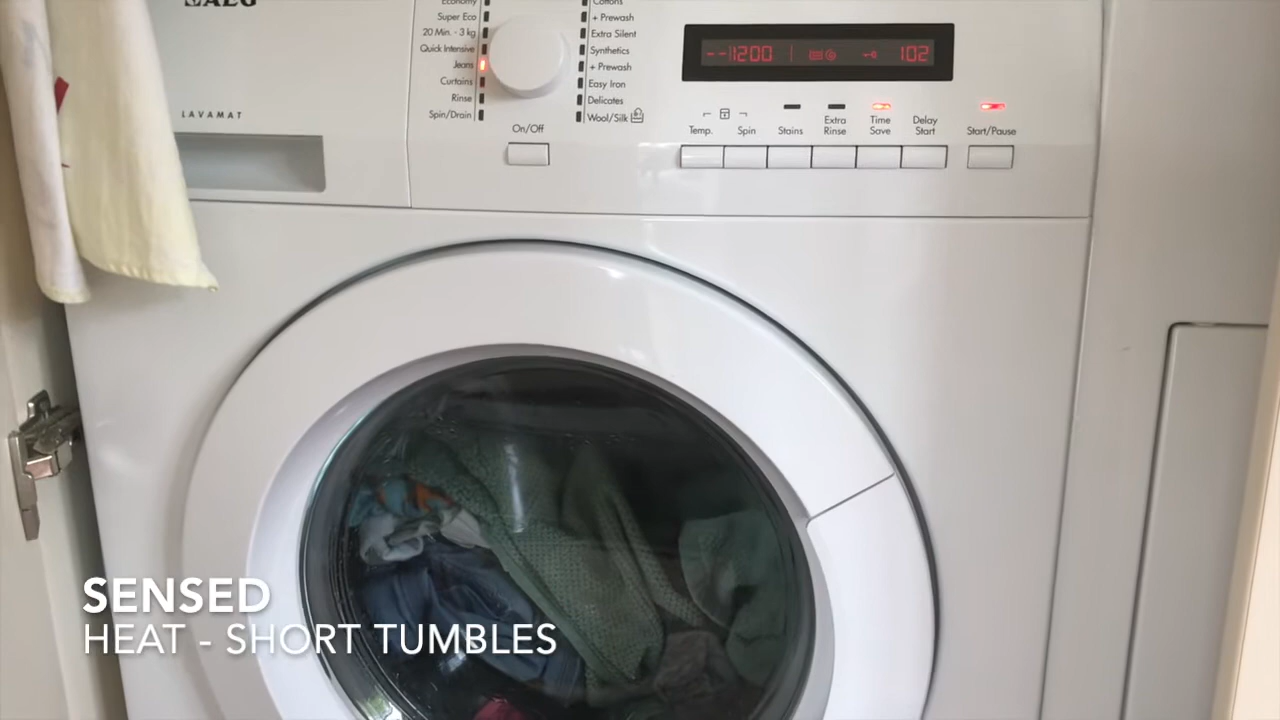 AEG
LAVAMAT
Economy
Super Eco
20 Min. - 3 kg
Quick Intensive
Jeans
Curtains
Rinse
Spin/Drain
Cottons
+ Prewash
Extra Silent
Synthetics
+ Prewash
Easy Iron
Delicates
Wool/Silk
On/Off
1200 102
Temp.
Spin
Stains
Extra
Rinse
Time
Save
Delay
Start
Start/Pause
SENSED
HEAT - SHORT TUMBLES